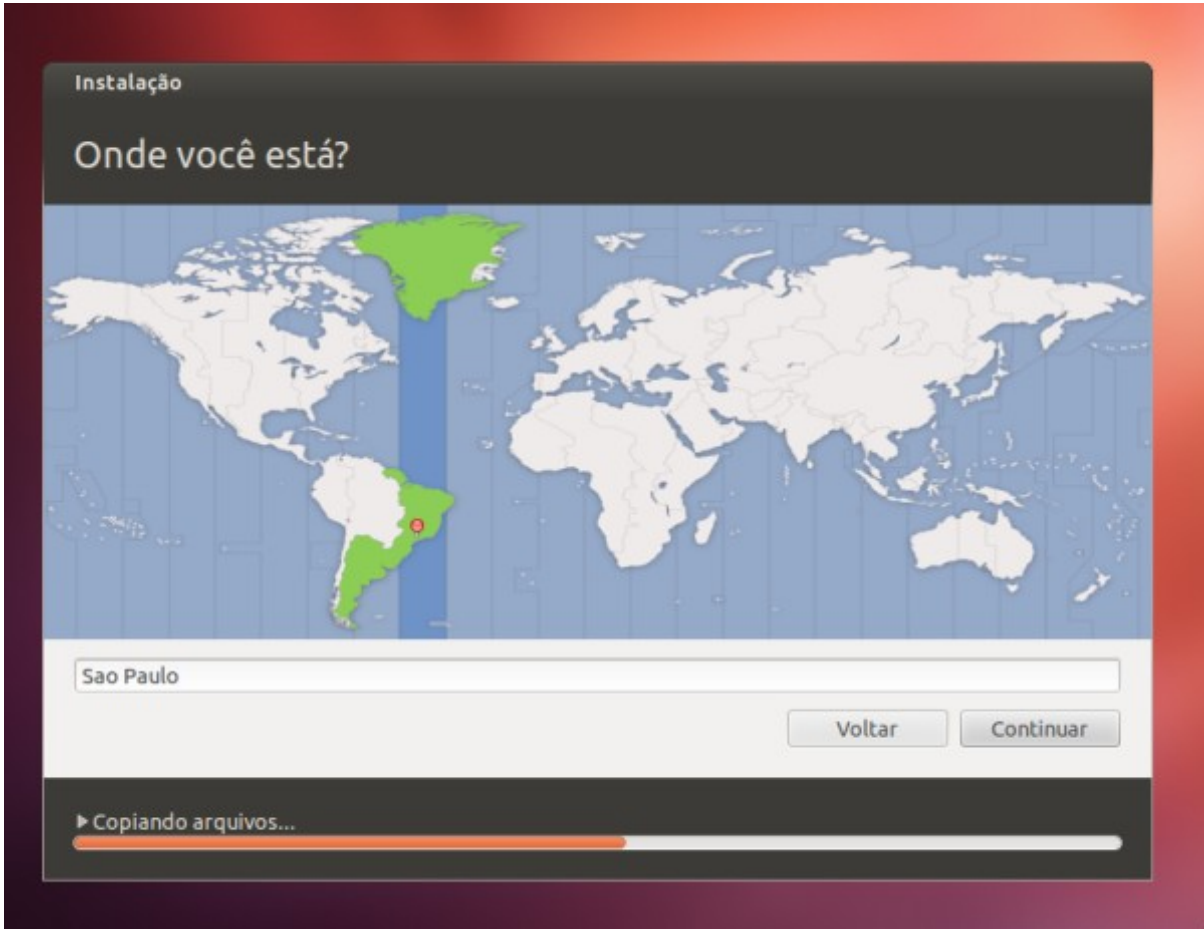 Instalação
Onde você está?
Sao Paulo
Voltar Continuar
Copiando arquivos...